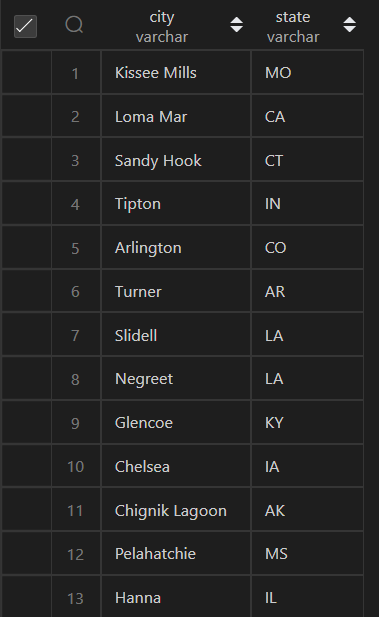 city state
varchar varchar
1 Kissee Mills MO
2 Loma Mar CA
3 Sandy Hook CT
4 Tipton IN
5 Arlington CO
6 Turner AR
7 Slidell LA
8 Negreet LA
9 Glencoe KY
10 Chelsea IA
11 Chignik Lagoon AK
12 Pelahatchie MS
13 Hanna IL